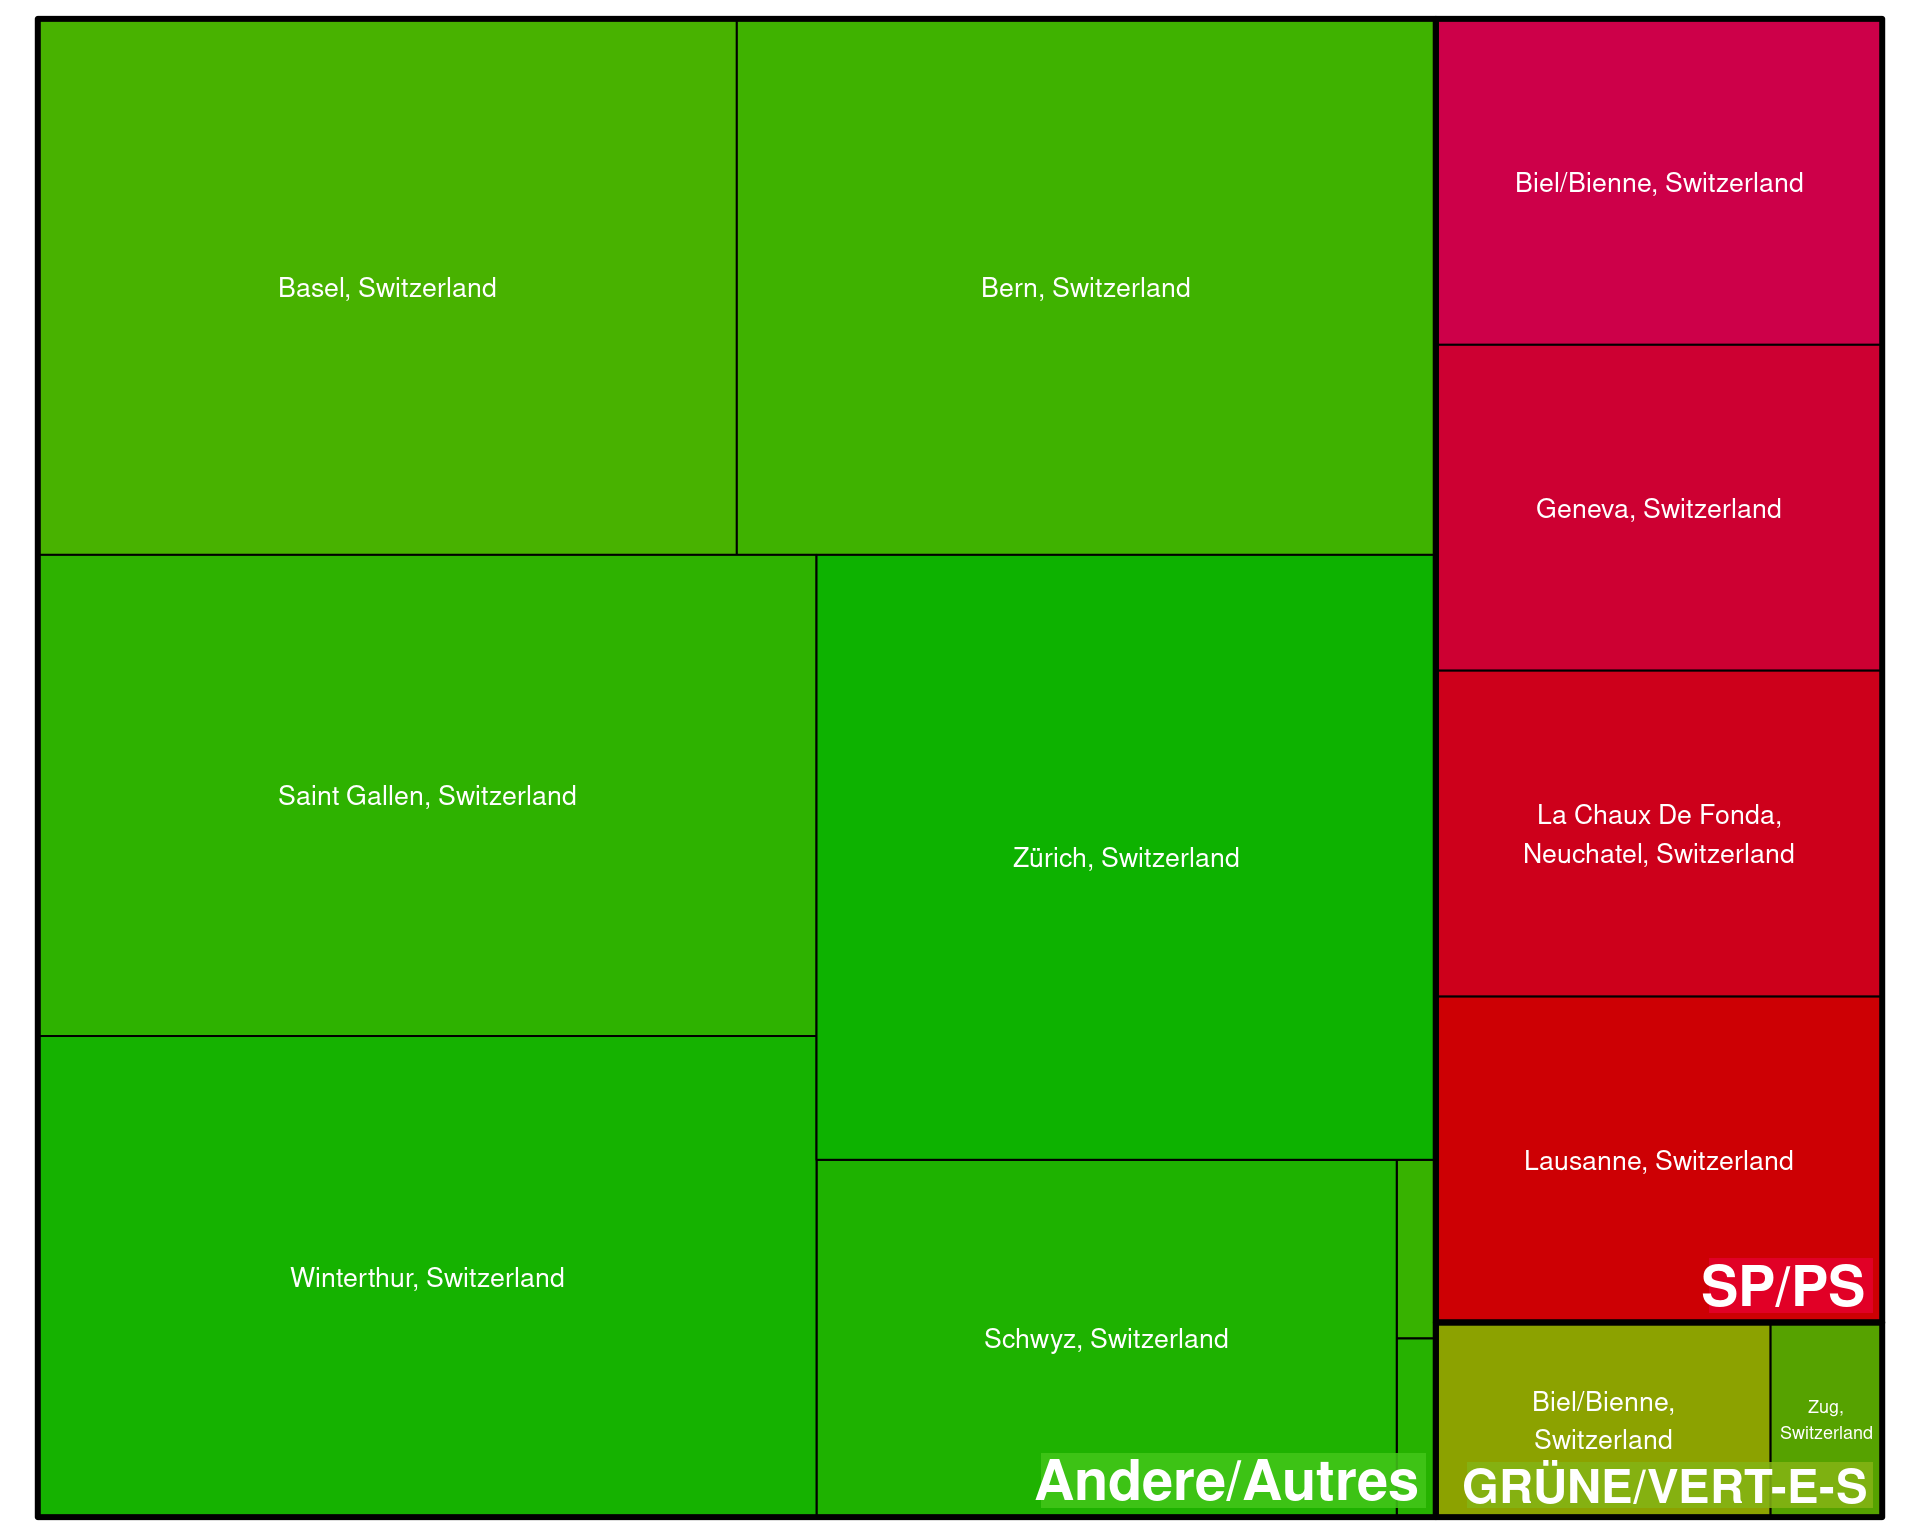 Basel, Switzerland
Bern, Switzerland
Biel/Bienne, Switzerland
Geneva, Switzerland
Saint Gallen, Switzerland
Zürich, Switzerland
La Chaux De Fonda,
Neuchatel, Switzerland
Lausanne, Switzerland
SP/PS
Winterthur, Switzerland
Schwyz, Switzerland
Andere/Autres
Biel/Bienne,
Switzerland
Zug,
Switzerland
GRÜNE/VERT-E-S